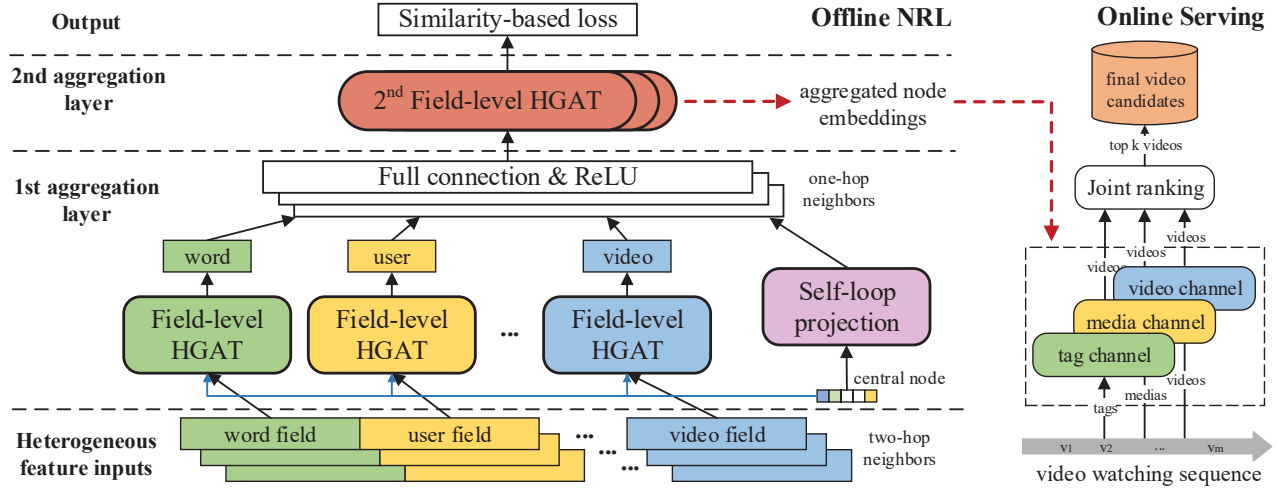 Output
Similarity-based loss
Offline NRL
2nd aggregation
layer
2nd Field-level HGAT
aggregated node
embeddings
1st aggregation
layer
Full connection & ReLU
one-hop
neighbors
word
user
video
Field-level
HGAT
Field-level
HGAT
...
Field-level
HGAT
Self-loop
projection
central node
Heterogeneous
feature inputs
word field
user field
...
...
video field
...
...
two-hop
neighbors
Online Serving
final video
candidates
top k videos
Joint ranking
videos
videos
videos
video channel
media channel
tag channel
videos
medias
tags
v1
v2
...
vm
video watching sequence